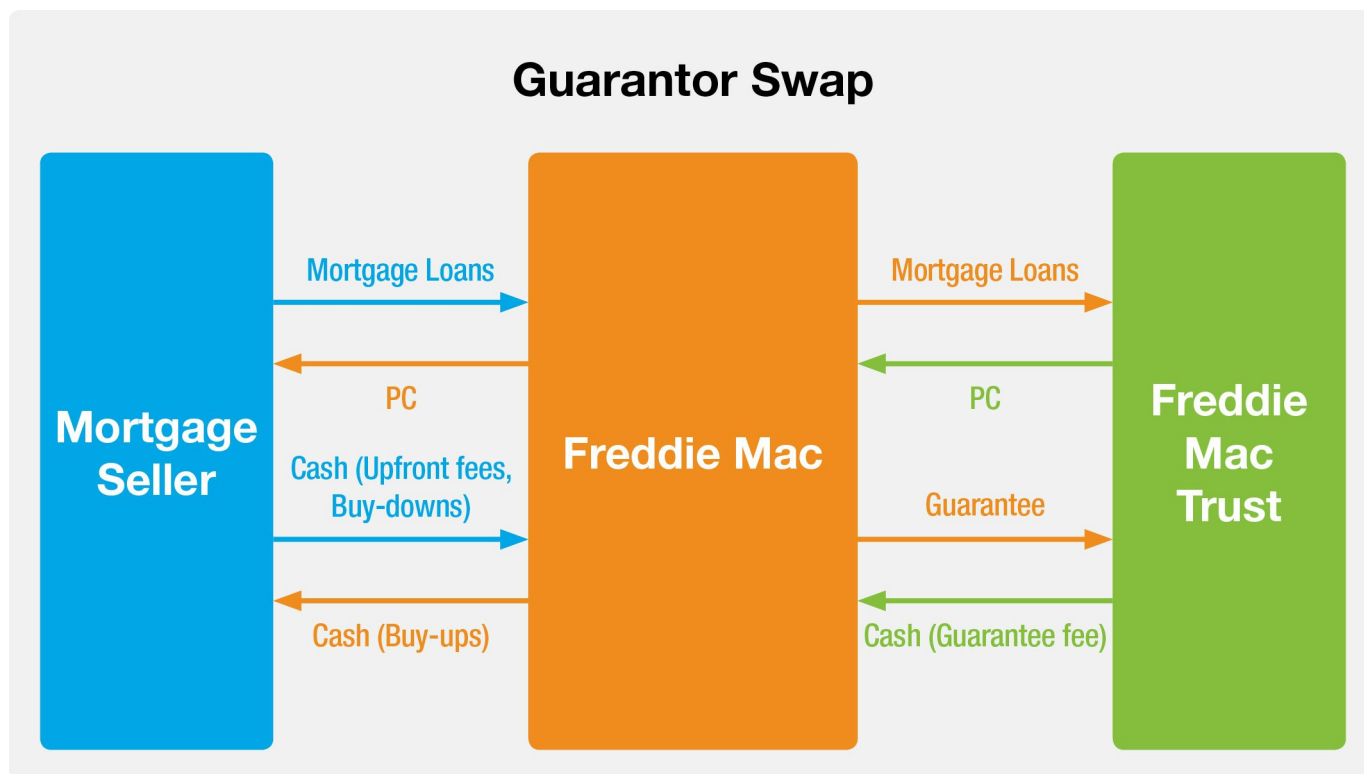 Guarantor Swap
Mortgage Loans
Mortgage Loans
PC
PC
Mortgage
Seller
Cash (Upfront fees,
Buy-downs)
Freddie Mac
Guarantee
Freddie
Mac
Trust
Cash (Buy-ups)
Cash (Guarantee fee)